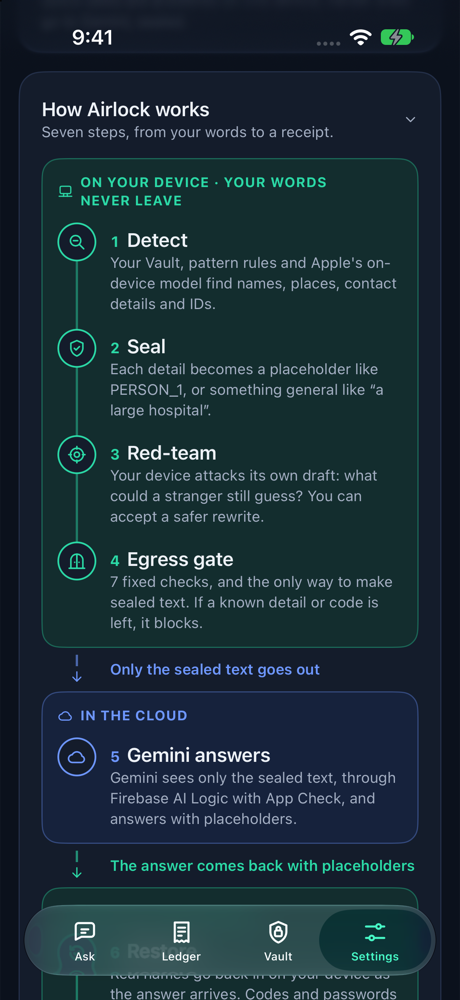 9:41
How Airlock works
Seven steps, from your words to a receipt.
ON YOUR DEVICE · YOUR WORDS
NEVER LEAVE
1 Detect
Your Vault, pattern rules and Apple's on-
device model find names, places, contact
details and IDs.
2 Seal
Each detail becomes a placeholder like
PERSON_1, or something general like “a
large hospital”.
3 Red-team
Your device attacks its own draft: what
could a stranger still guess? You can
accept a safer rewrite.
4 Egress gate
7 fixed checks, and the only way to make
sealed text. If a known detail or code is
left, it blocks.
Only the sealed text goes out
IN THE CLOUD
5 Gemini answers
Gemini sees only the sealed text, through
Firebase AI Logic with App Check, and
answers with placeholders.
The answer comes back with placeholders
6 Restore
Ask
Ledger
Vault
Settings
Real names go back in on your device as
the answer arrives. Codes and passwords